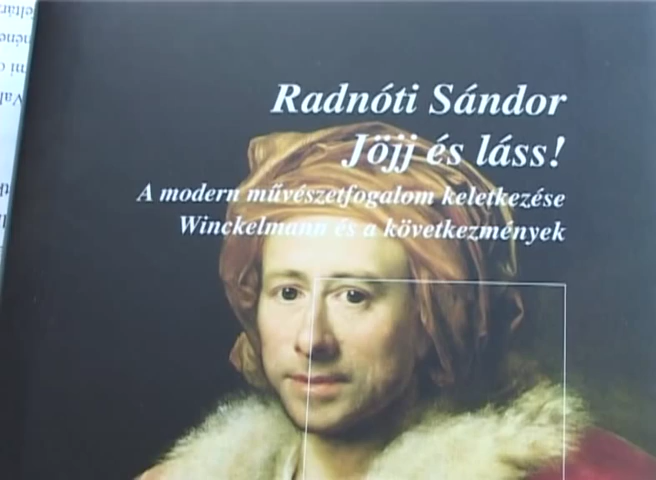 Radnóti Sándor
Jöjj és láss!
A modern művészetfogalom keletkezése
Winckelmann és a következmények